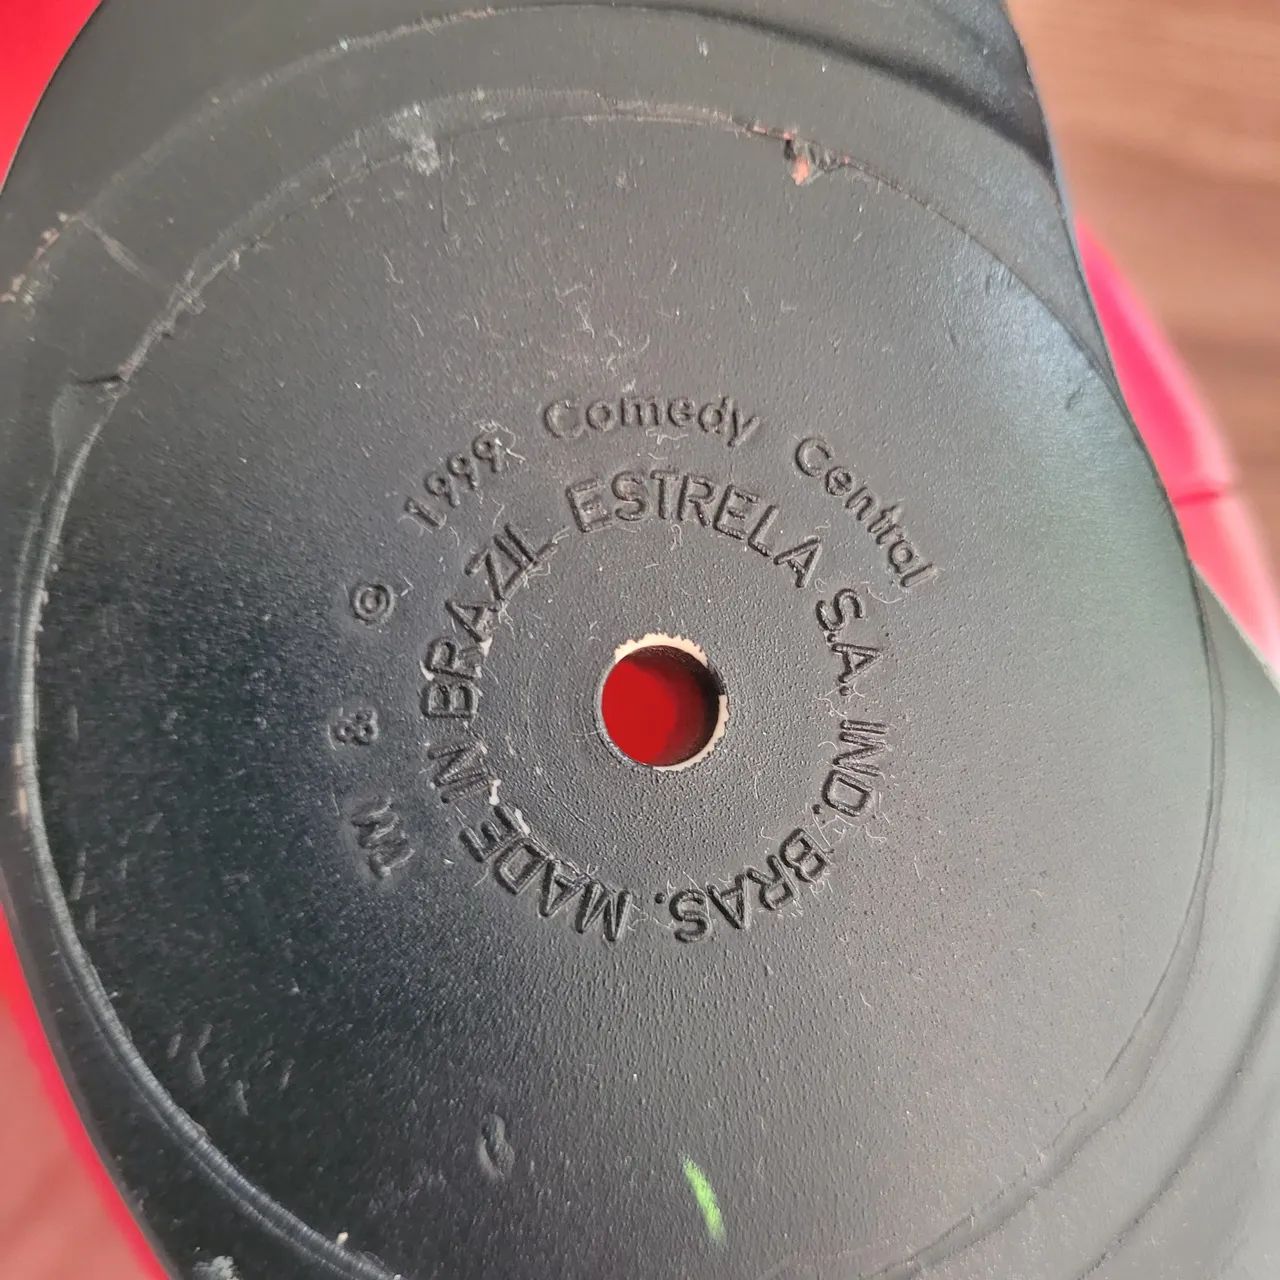 TM & © 1999 Comedy Central
ESTRELA S.A. IND. BRAS. MADE IN BRAZIL